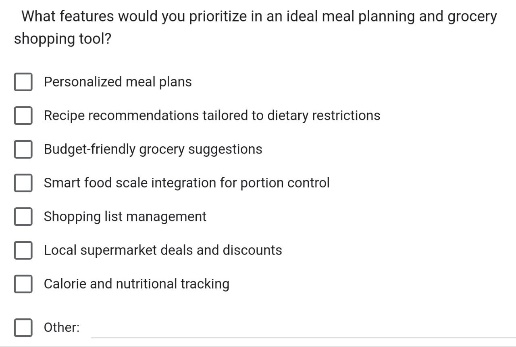 What features would you prioritize in an ideal meal planning and grocery
shopping tool?
Personalized meal plans
Recipe recommendations tailored to dietary restrictions
Budget-friendly grocery suggestions
Smart food scale integration for portion control
Shopping list management
Local supermarket deals and discounts
Calorie and nutritional tracking
Other: